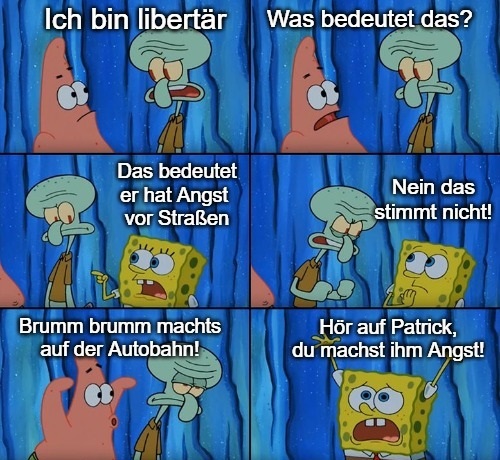 Ich bin libertär
Was bedeutet das?
Das bedeutet
er hat Angst
vor Straßen
Nein das
stimmt nicht!
Brumm brumm machts
auf der Autobahn!
Hör auf Patrick,
du machst ihm Angst!